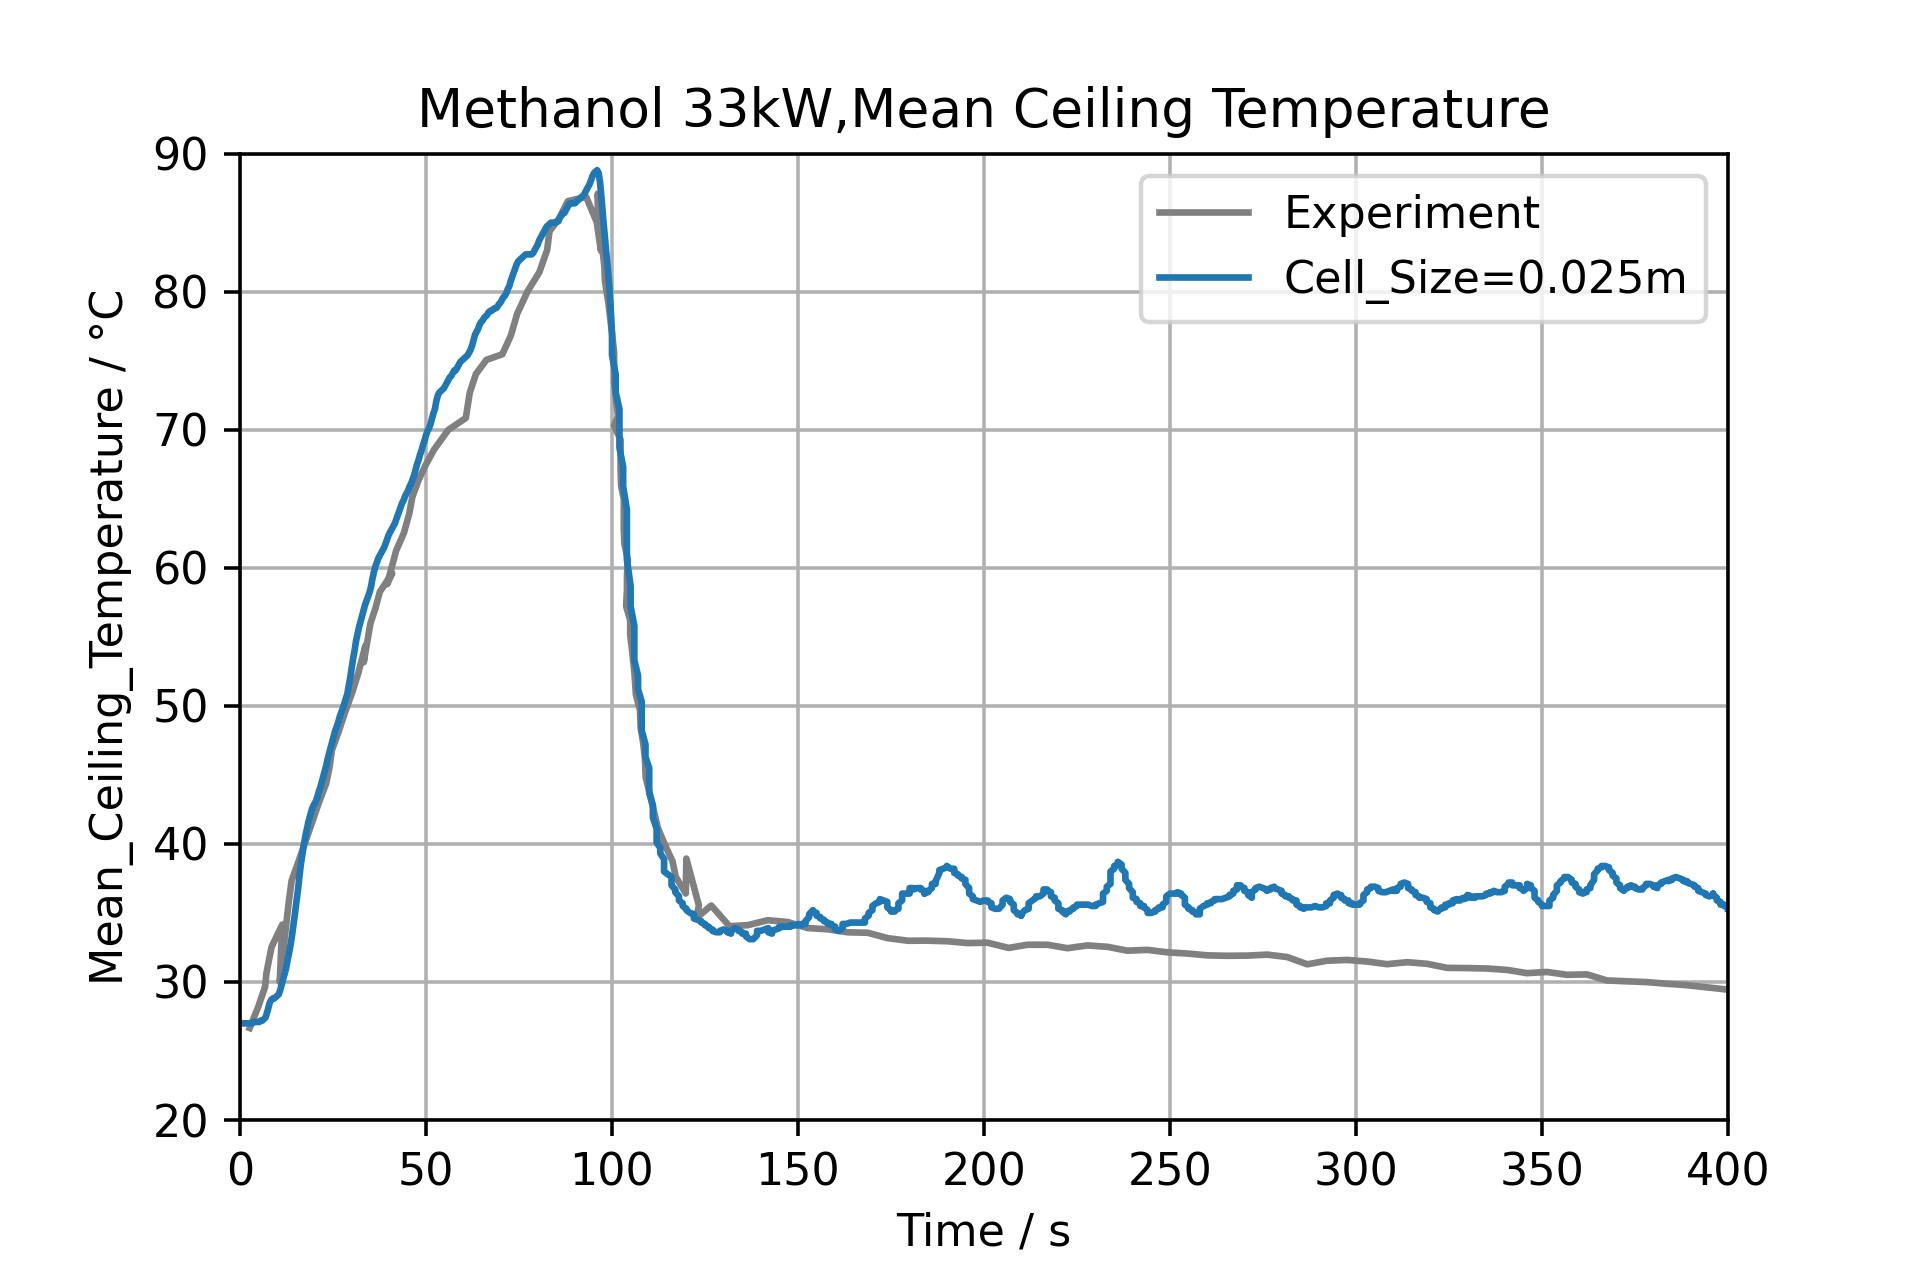 Methanol 33kW,Mean Ceiling Temperature
Experiment
Cell_Size=0.025m
Mean_Ceiling_Temperature / °C
90
80
70
60
50
40
30
20
0 50 100 150 200 250 300 350 400
Time / s